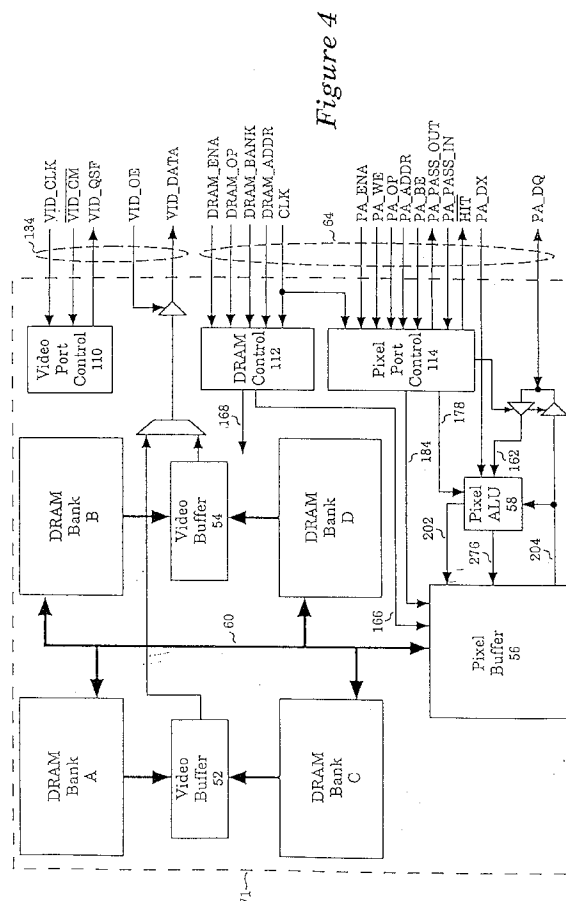 Figure 4
134
VID_CLK
VID_CM
VID_QSF
VID_OE
VID_DATA
DRAM_ENA
DRAM_OP
DRAM_BANK
DRAM_ADDR
CLK
64
PA_ENA
PA_WE
PA_OP
PA_ADDR
PA_BE
PA_PASS_OUT
PA_PASS_IN
HIT
PA_DX
PA_DQ
Video
Port
Control
110
DRAM
Control
112
Pixel
Port
Control
114
168
178
184
162
DRAM
Bank
B
Video
Buffer
54
DRAM
Bank
D
Pixel
ALU
58
202
276
204
166
60
DRAM
Bank
A
Video
Buffer
52
DRAM
Bank
C
Pixel
Buffer
56
71